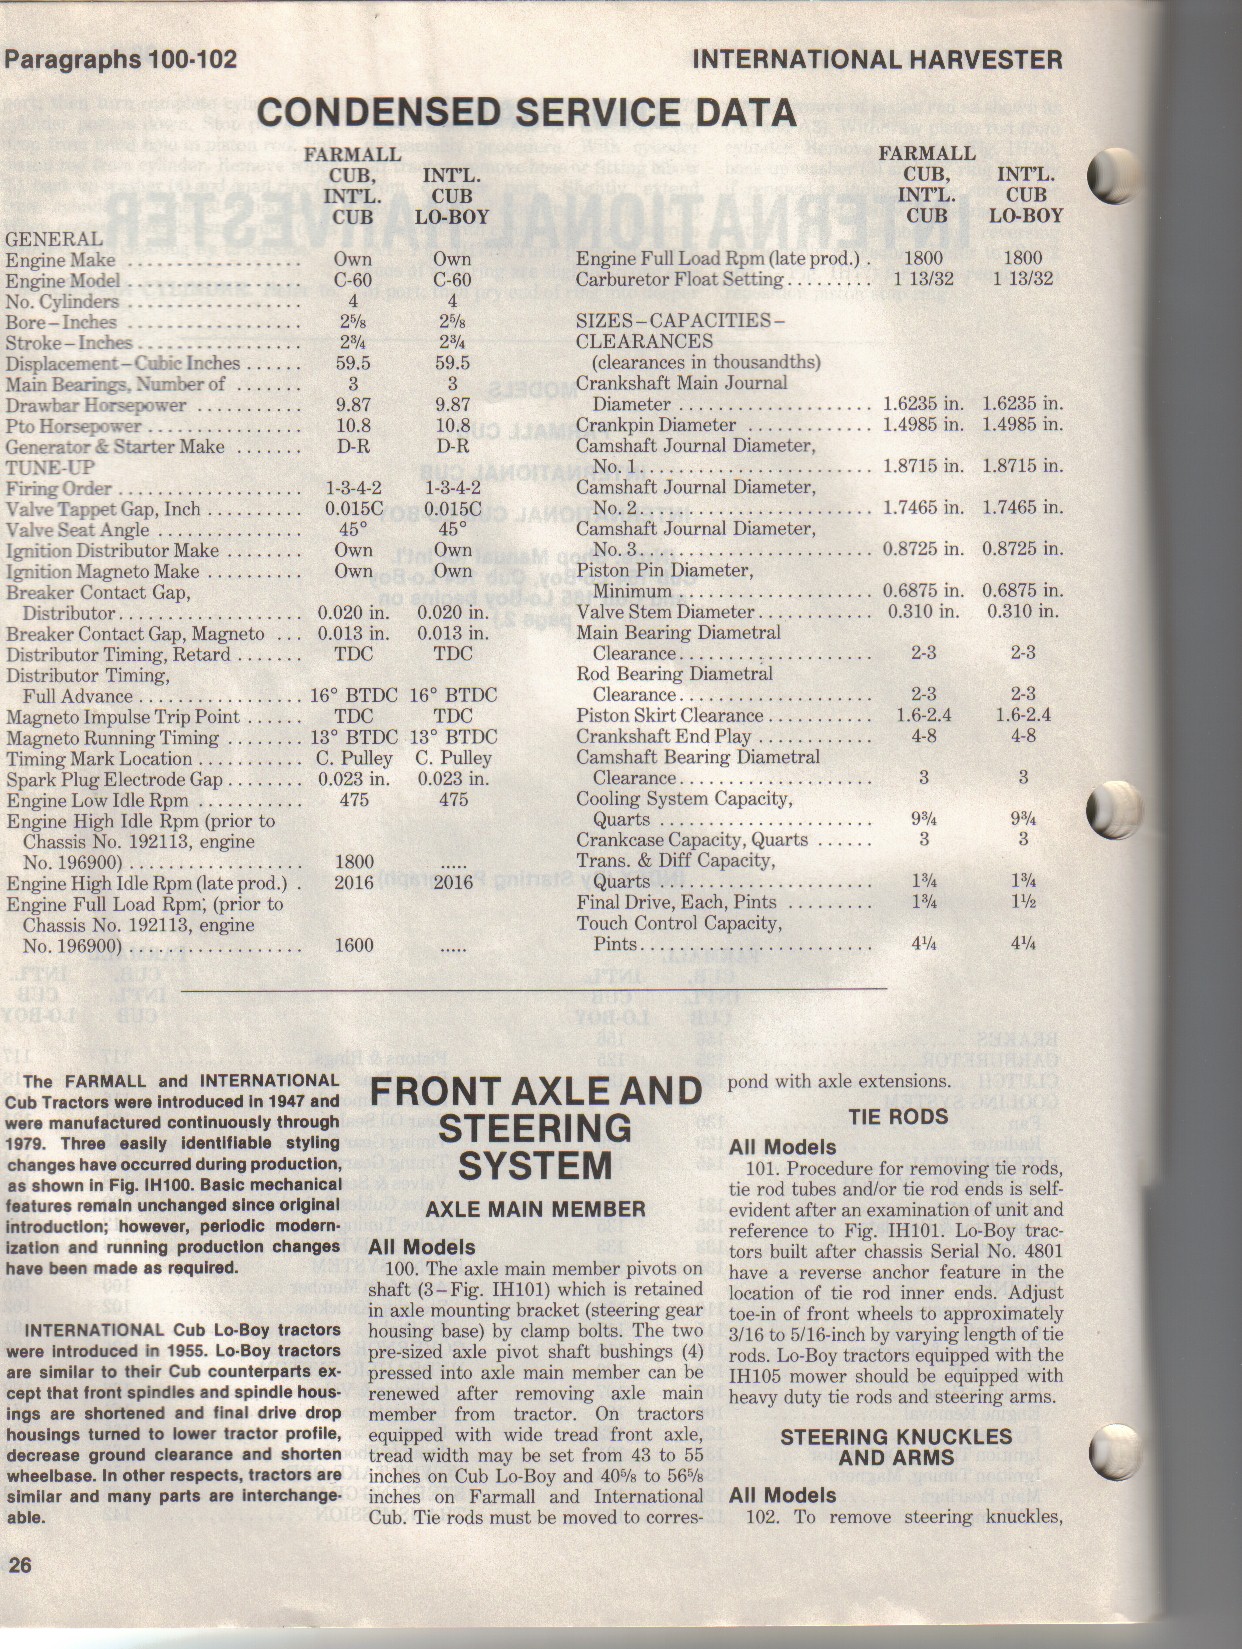 Paragraphs 100-102
INTERNATIONAL HARVESTER
CONDENSED SERVICE DATA
FARMALL
CUB, INT'L.
INT'L. CUB
CUB LO-BOY
GENERAL
Engine Make .................. Own Own
Engine Model .................. C-60 C-60
No. Cylinders .................. 4 4
Bore–Inches .................. 2⅝ 2⅝
Stroke–Inches .................. 2¾ 2¾
Displacement–Cubic Inches ...... 59.5 59.5
Main Bearings, Number of ....... 3 3
Drawbar Horsepower ........... 9.87 9.87
Pto Horsepower ................ 10.8 10.8
Generator & Starter Make ....... D-R D-R
TUNE-UP
Firing Order ................... 1-3-4-2 1-3-4-2
Valve Tappet Gap, Inch .......... 0.015C 0.015C
Valve Seat Angle ............... 45° 45°
Ignition Distributor Make ........ Own Own
Ignition Magneto Make .......... Own Own
Breaker Contact Gap,
Distributor................... 0.020 in. 0.020 in.
Breaker Contact Gap, Magneto ... 0.013 in. 0.013 in.
Distributor Timing, Retard ....... TDC TDC
Distributor Timing,
Full Advance ................. 16° BTDC 16° BTDC
Magneto Impulse Trip Point ...... TDC TDC
Magneto Running Timing ........ 13° BTDC 13° BTDC
Timing Mark Location ........... C. Pulley C. Pulley
Spark Plug Electrode Gap ........ 0.023 in. 0.023 in.
Engine Low Idle Rpm ........... 475 475
Engine High Idle Rpm (prior to
Chassis No. 192113, engine
No. 196900) .................. 1800 .....
Engine High Idle Rpm (late prod.) . 2016 2016
Engine Full Load Rpm; (prior to
Chassis No. 192113, engine
No. 196900) .................. 1600 .....
FARMALL
CUB, INT'L.
INT'L. CUB
CUB LO-BOY
Engine Full Load Rpm (late prod.) . 1800 1800
Carburetor Float Setting......... 1 13/32 1 13/32
SIZES–CAPACITIES–
CLEARANCES
(clearances in thousandths)
Crankshaft Main Journal
Diameter .................... 1.6235 in. 1.6235 in.
Crankpin Diameter ............. 1.4985 in. 1.4985 in.
Camshaft Journal Diameter,
No. 1........................ 1.8715 in. 1.8715 in.
Camshaft Journal Diameter,
No. 2........................ 1.7465 in. 1.7465 in.
Camshaft Journal Diameter,
No. 3........................ 0.8725 in. 0.8725 in.
Piston Pin Diameter,
Minimum .................... 0.6875 in. 0.6875 in.
Valve Stem Diameter............ 0.310 in. 0.310 in.
Main Bearing Diametral
Clearance.................... 2-3 2-3
Rod Bearing Diametral
Clearance.................... 2-3 2-3
Piston Skirt Clearance........... 1.6-2.4 1.6-2.4
Crankshaft End Play ............ 4-8 4-8
Camshaft Bearing Diametral
Clearance.................... 3 3
Cooling System Capacity,
Quarts ...................... 9¾ 9¾
Crankcase Capacity, Quarts ...... 3 3
Trans. & Diff Capacity,
Quarts ...................... 1¾ 1¾
Final Drive, Each, Pints ......... 1¾ 1½
Touch Control Capacity,
Pints........................ 4¼ 4¼
The FARMALL and INTERNATIONAL
Cub Tractors were introduced in 1947 and
were manufactured continuously through
1979. Three easily identifiable styling
changes have occurred during production,
as shown in Fig. IH100. Basic mechanical
features remain unchanged since original
introduction; however, periodic modern-
ization and running production changes
have been made as required.
INTERNATIONAL Cub Lo-Boy tractors
were introduced in 1955. Lo-Boy tractors
are similar to their Cub counterparts ex-
cept that front spindles and spindle hous-
ings are shortened and final drive drop
housings turned to lower tractor profile,
decrease ground clearance and shorten
wheelbase. In other respects, tractors are
similar and many parts are interchange-
able.
FRONT AXLE AND
STEERING
SYSTEM
AXLE MAIN MEMBER
All Models
100. The axle main member pivots on
shaft (3–Fig. IH101) which is retained
in axle mounting bracket (steering gear
housing base) by clamp bolts. The two
pre-sized axle pivot shaft bushings (4)
pressed into axle main member can be
renewed after removing axle main
member from tractor. On tractors
equipped with wide tread front axle,
tread width may be set from 43 to 55
inches on Cub Lo-Boy and 40⅝ to 56⅝
inches on Farmall and International
Cub. Tie rods must be moved to corres-
pond with axle extensions.
TIE RODS
All Models
101. Procedure for removing tie rods,
tie rod tubes and/or tie rod ends is self-
evident after an examination of unit and
reference to Fig. IH101. Lo-Boy trac-
tors built after chassis Serial No. 4801
have a reverse anchor feature in the
location of tie rod inner ends. Adjust
toe-in of front wheels to approximately
3/16 to 5/16-inch by varying length of tie
rods. Lo-Boy tractors equipped with the
IH105 mower should be equipped with
heavy duty tie rods and steering arms.
STEERING KNUCKLES
AND ARMS
All Models
102. To remove steering knuckles,
26